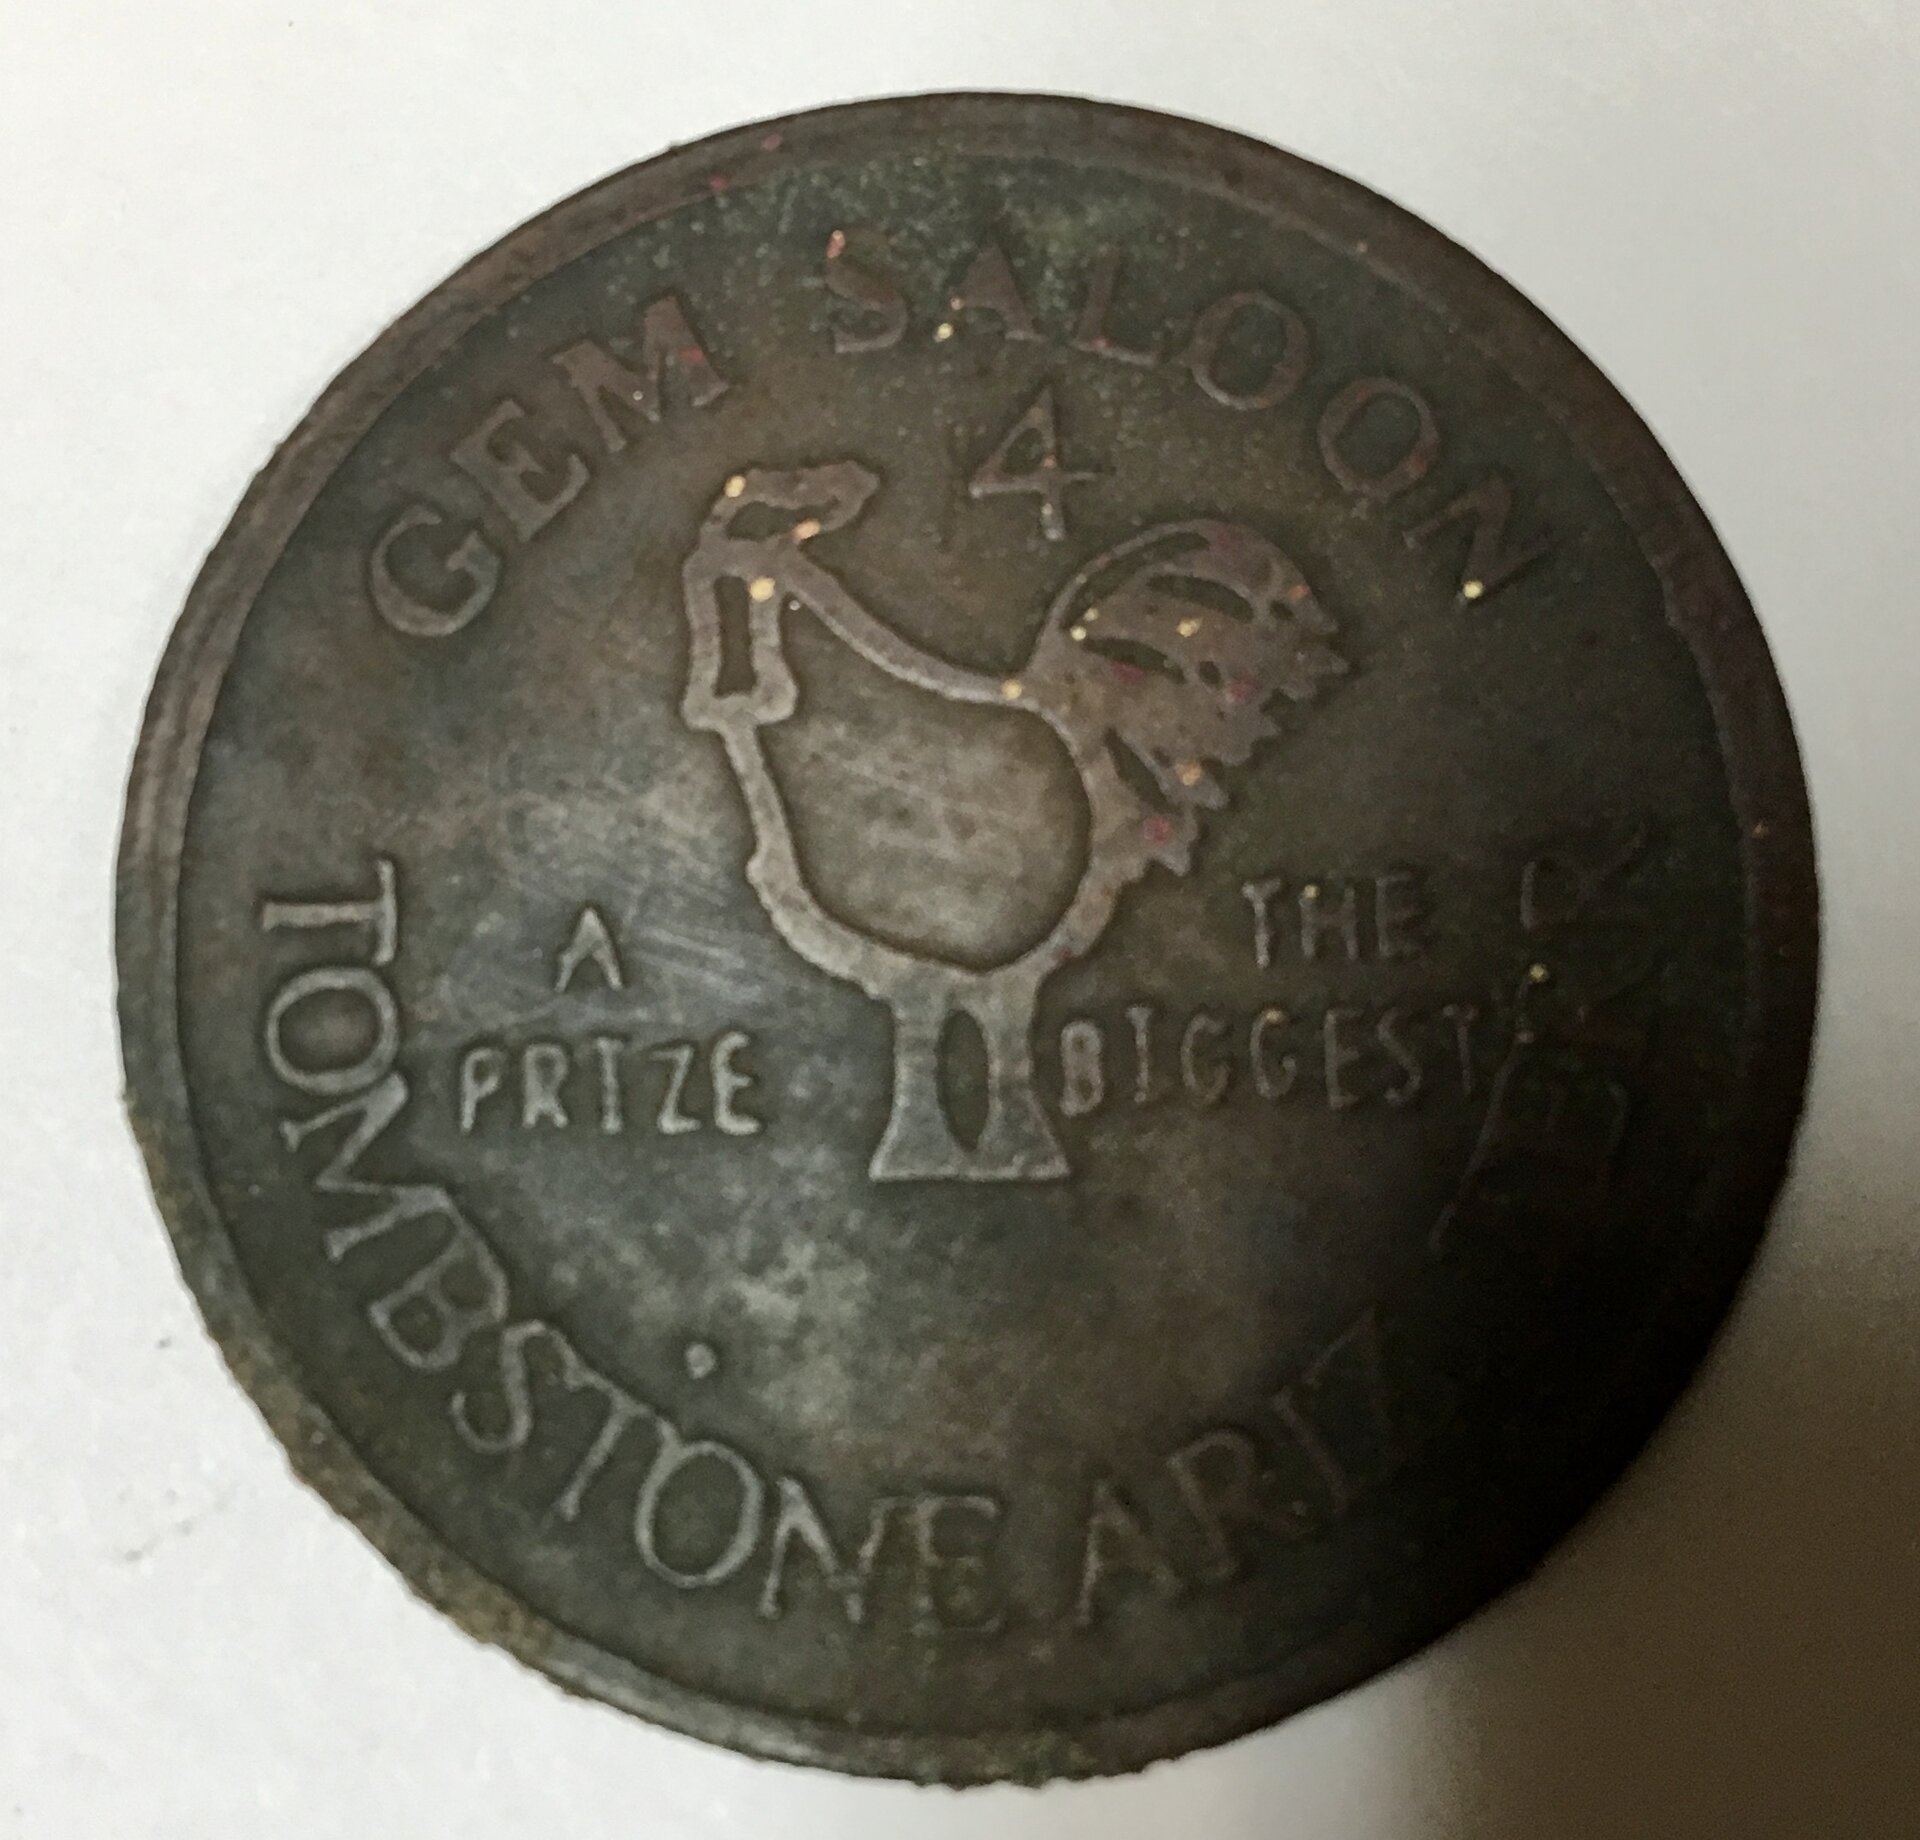 GEM SALOON
4
A
PRIZE
THE
BIGGEST
TOMBSTONE ARIZ